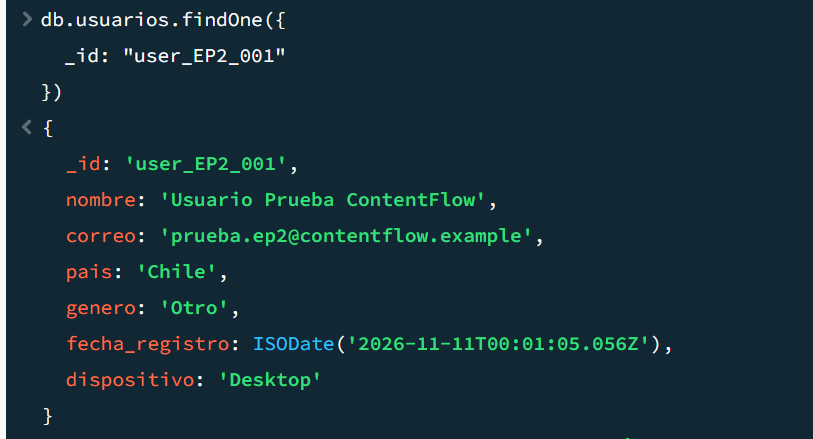 > db.usuarios.findOne({
_id: "user_EP2_001"
})
< {
_id: 'user_EP2_001',
nombre: 'Usuario Prueba ContentFlow',
correo: 'prueba.ep2@contentflow.example',
pais: 'Chile',
genero: 'Otro',
fecha_registro: ISODate('2026-11-11T00:01:05.056Z'),
dispositivo: 'Desktop'
}